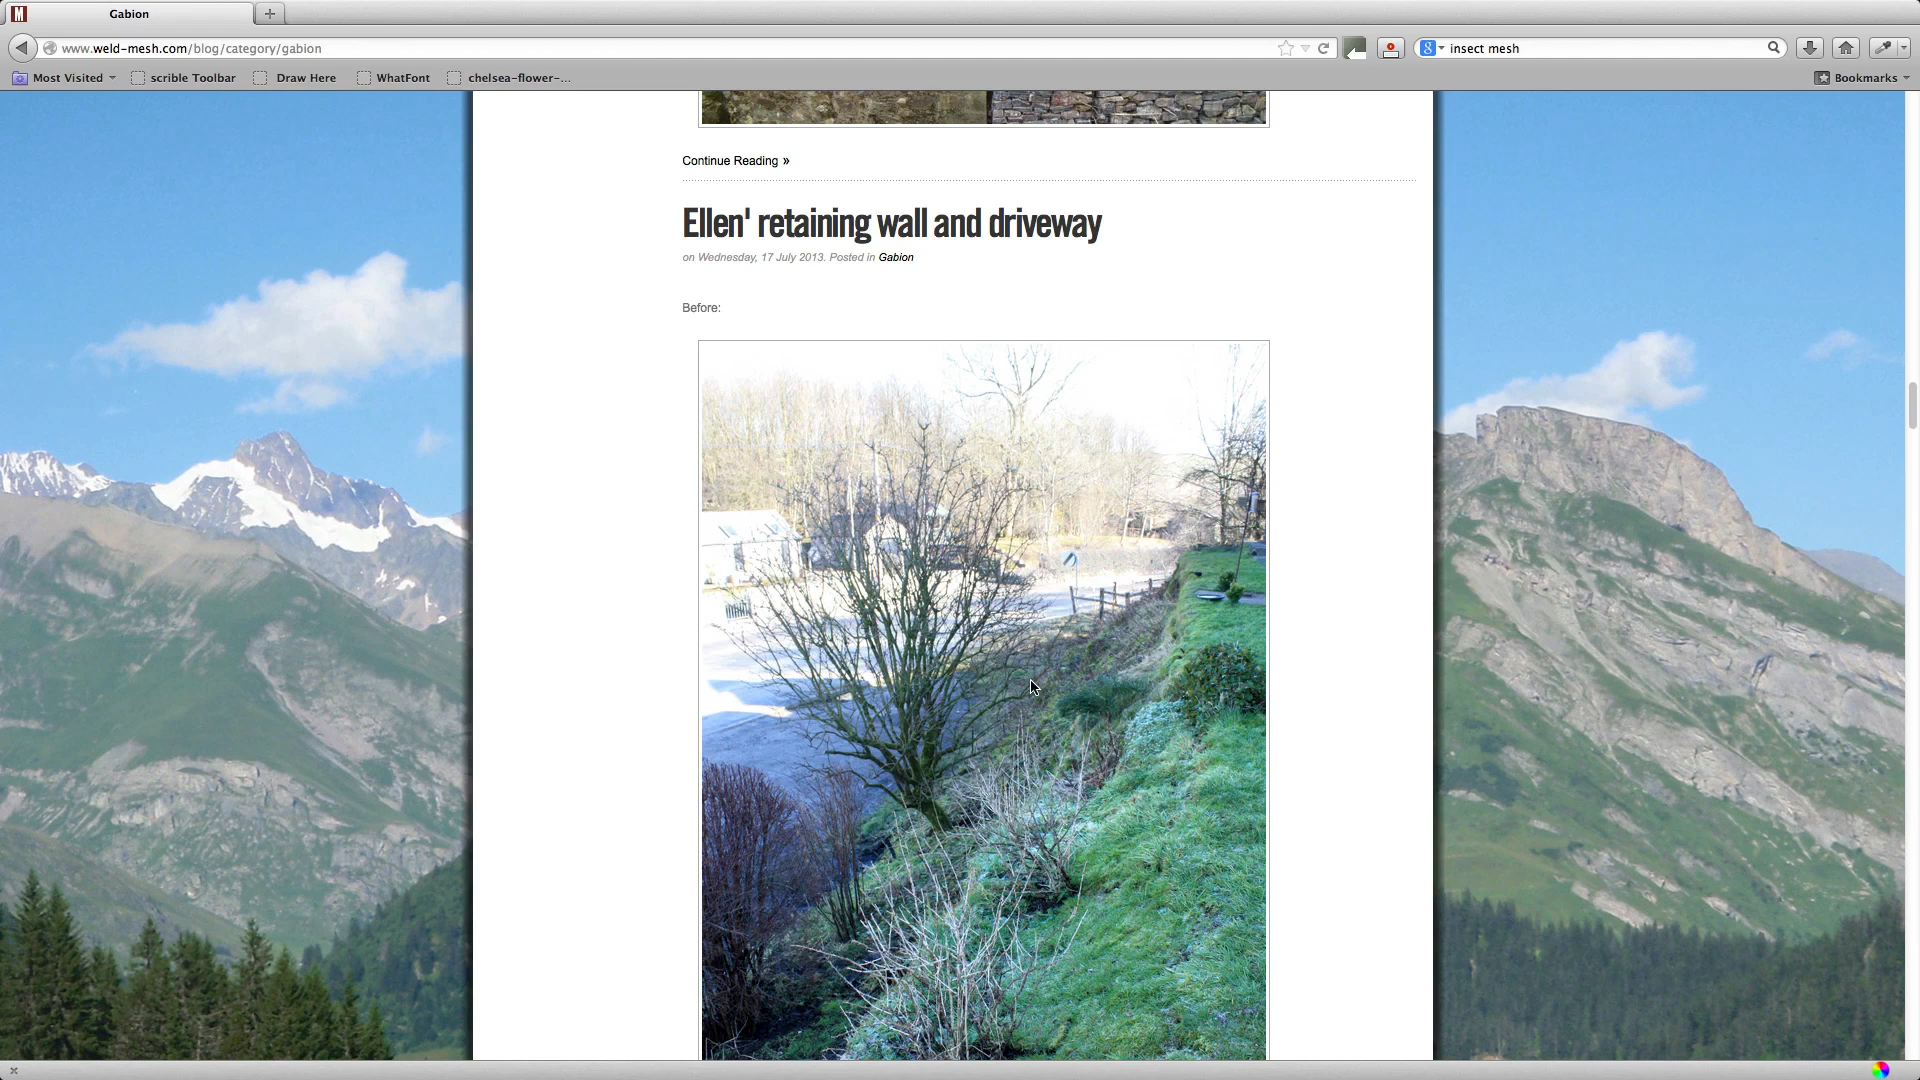 M Gabion +
www.weld-mesh.com/blog/category/gabion
8 insect mesh
Most Visited scrible Toolbar Draw Here WhatFont chelsea-flower-... Bookmarks
Continue Reading »
Ellen' retaining wall and driveway
on Wednesday, 17 July 2013. Posted in Gabion
Before: